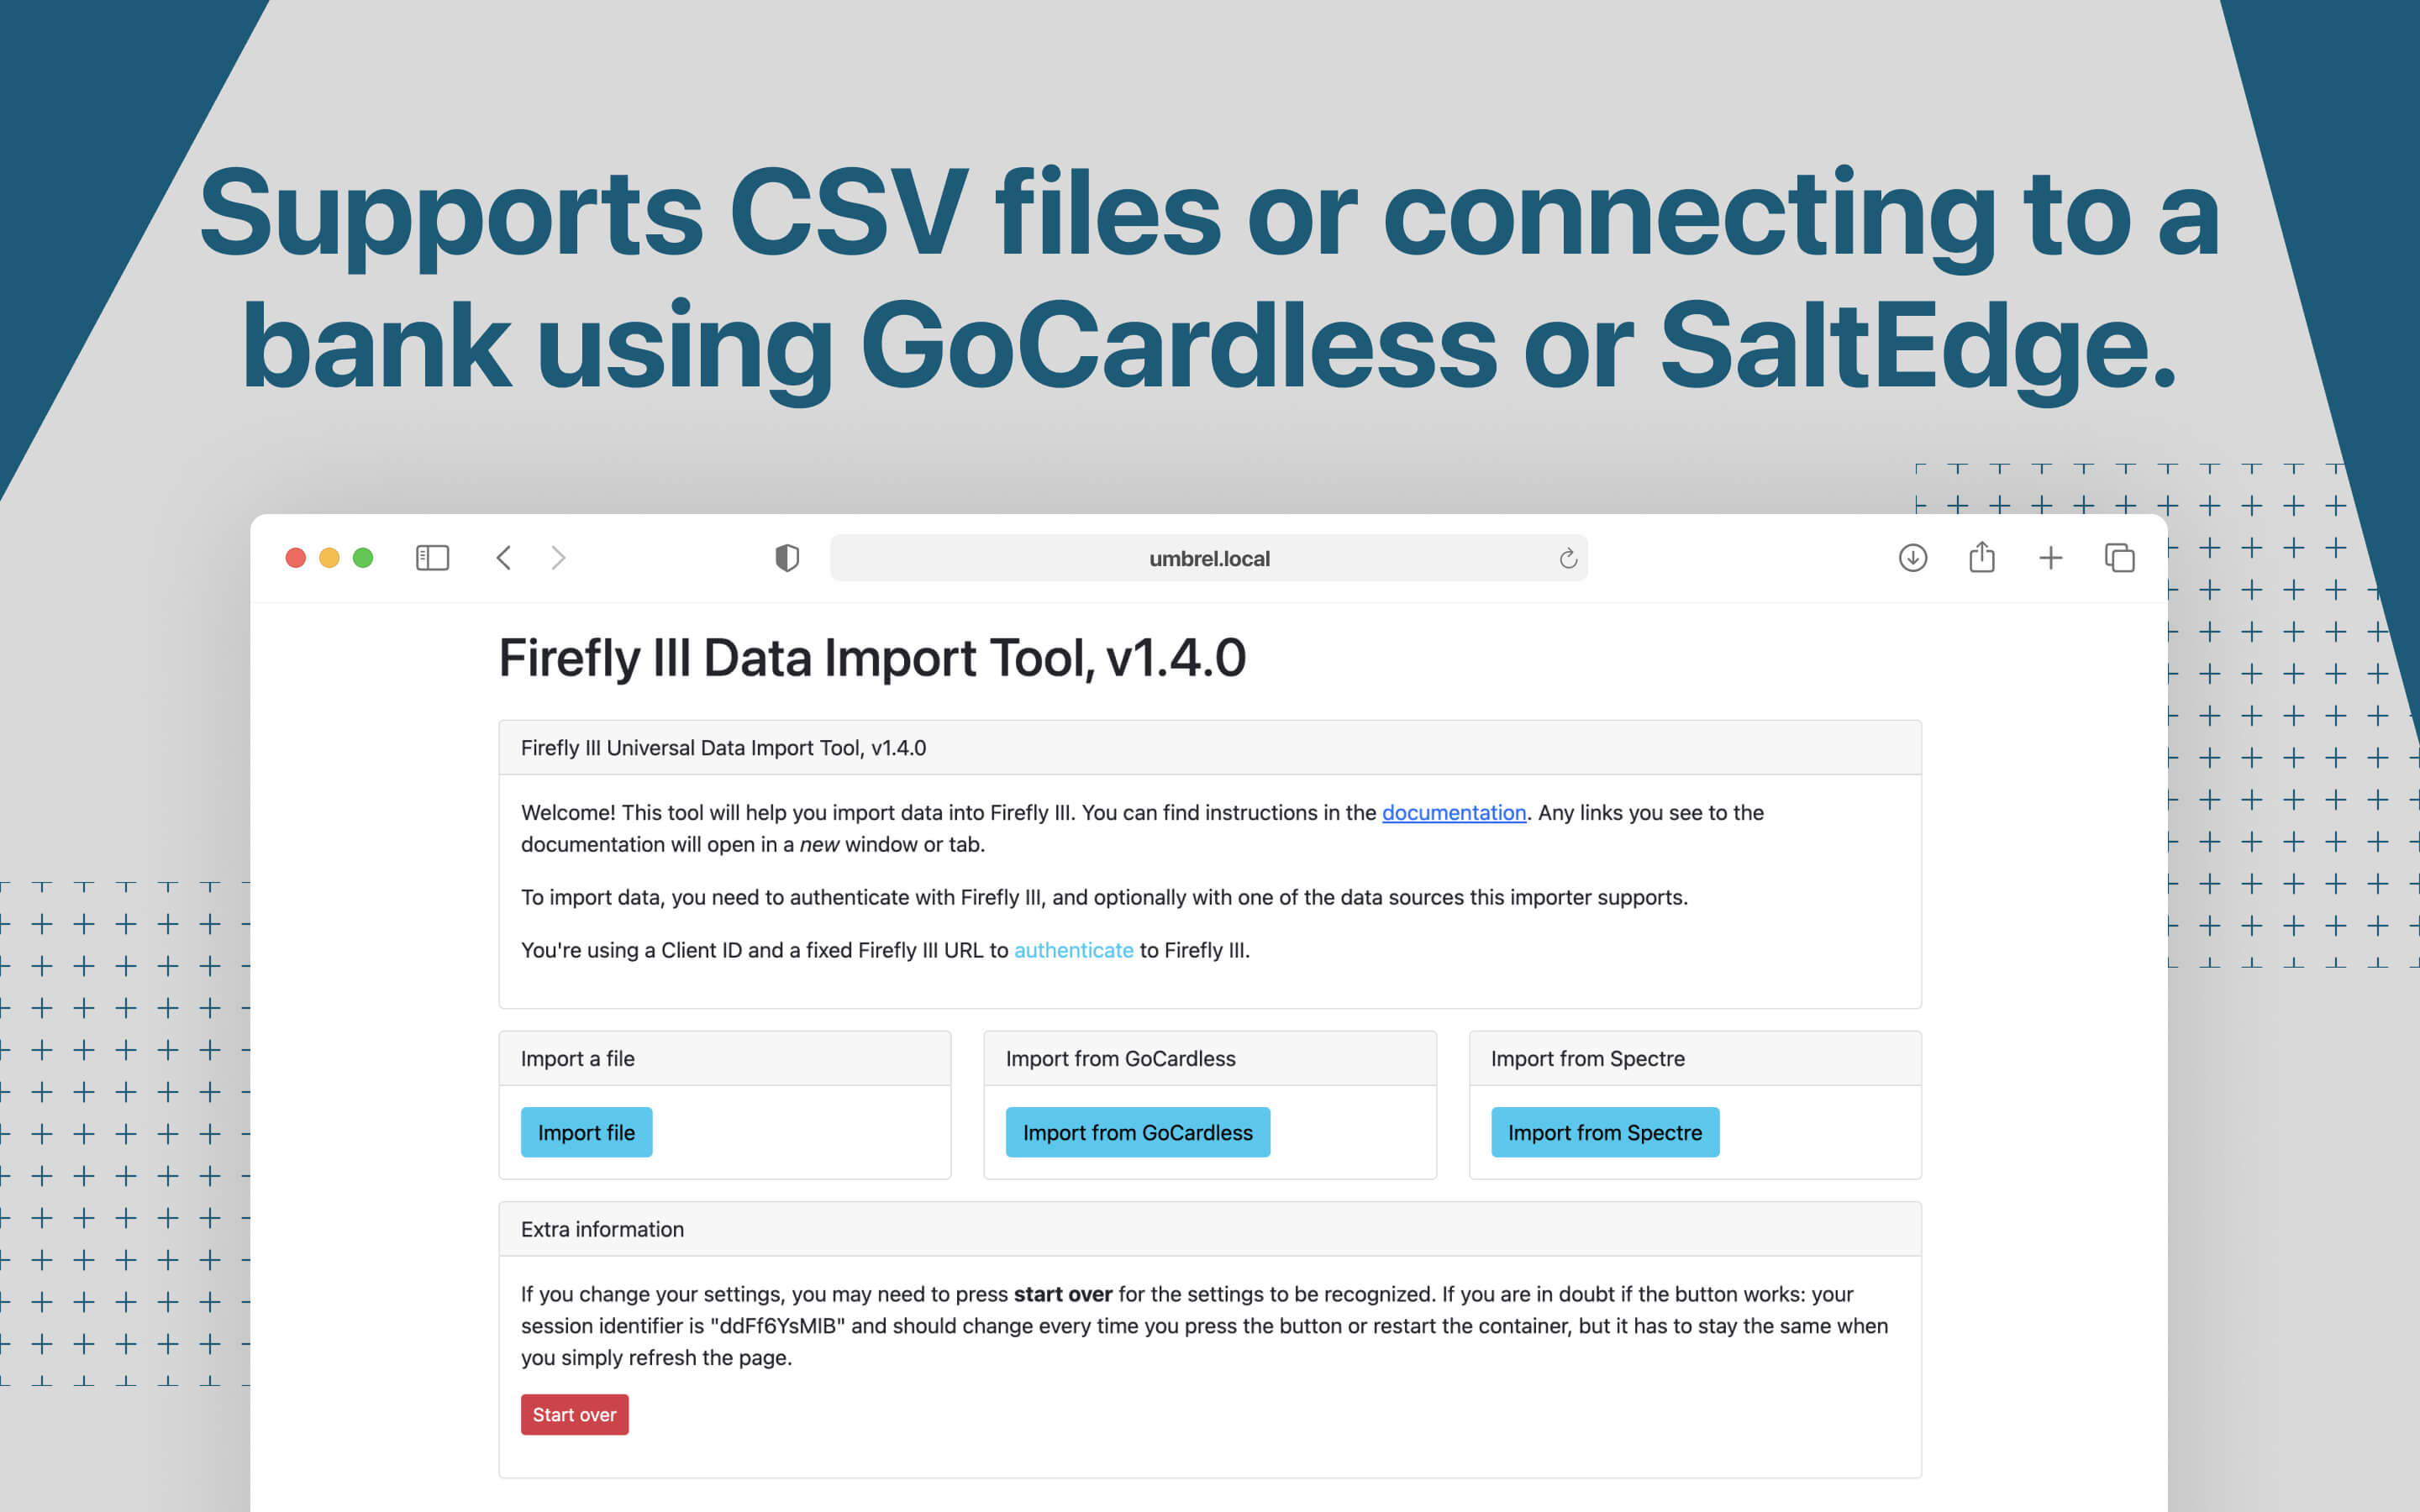 Supports CSV files or connecting to a
bank using GoCardless or SaltEdge.
umbrel.local
Firefly III Data Import Tool, v1.4.0
Firefly III Universal Data Import Tool, v1.4.0
Welcome! This tool will help you import data into Firefly III. You can find instructions in the documentation. Any links you see to the
documentation will open in a new window or tab.
To import data, you need to authenticate with Firefly III, and optionally with one of the data sources this importer supports.
You're using a Client ID and a fixed Firefly III URL to authenticate to Firefly III.
Import a file
Import file
Import from GoCardless
Import from GoCardless
Import from Spectre
Import from Spectre
Extra information
If you change your settings, you may need to press start over for the settings to be recognized. If you are in doubt if the button works: your
session identifier is "ddFf6YsMIB" and should change every time you press the button or restart the container, but it has to stay the same when
you simply refresh the page.
Start over